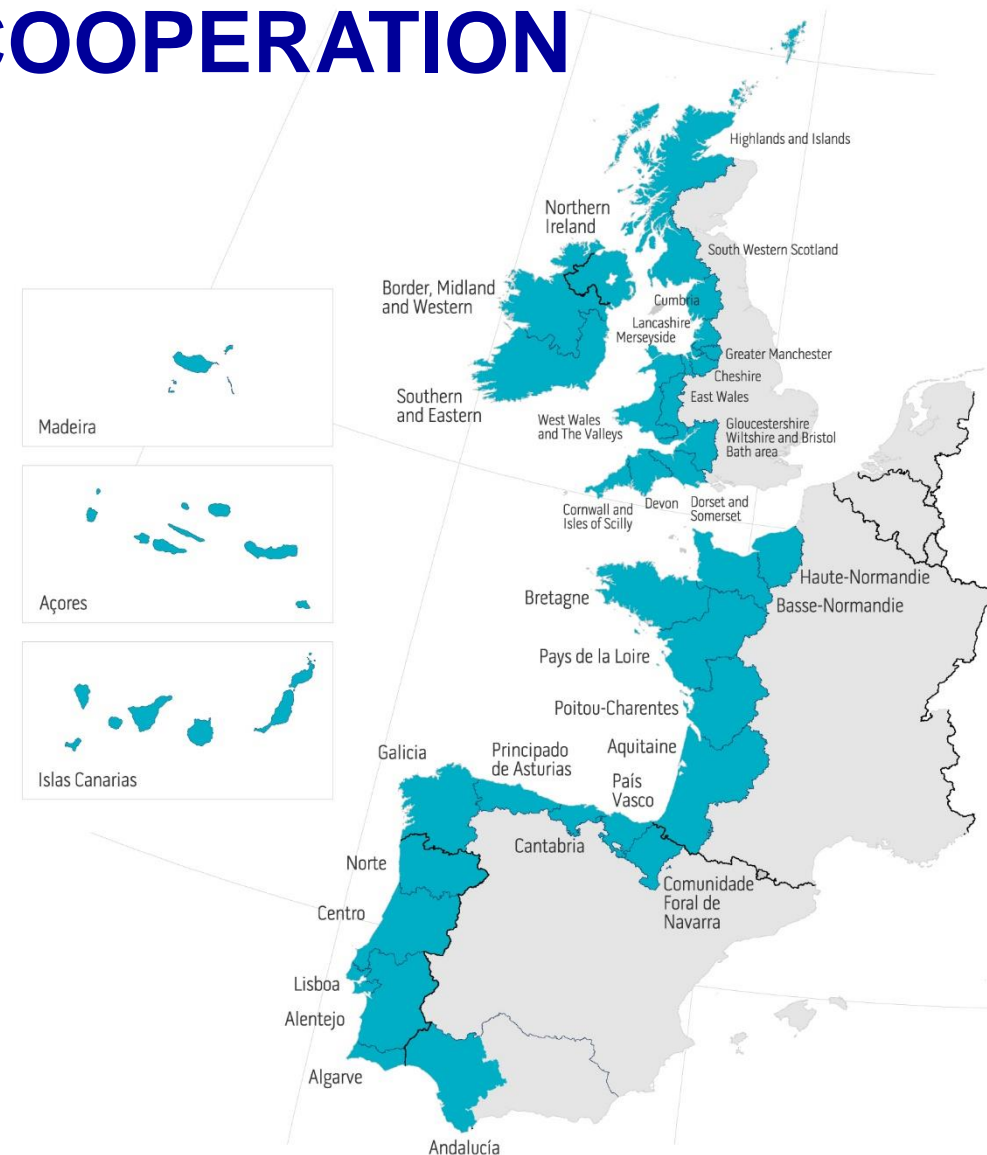 COOPERATION
Highlands and Islands
Northern
Ireland
South Western Scotland
Border, Midland
and Western
Cumbria
Lancashire
Merseyside
Greater Manchester
Cheshire
East Wales
Southern
and Eastern
West Wales
and The Valleys
Gloucestershire
Wiltshire and Bristol
Bath area
Cornwall and
Isles of Scilly
Devon
Dorset and
Somerset
Madeira
Açores
Islas Canarias
Haute-Normandie
Basse-Normandie
Bretagne
Pays de la Loire
Poitou-Charentes
Aquitaine
País
Vasco
Galicia
Principado
de Asturias
Cantabria
Comunidade
Foral de
Navarra
Norte
Centro
Lisboa
Alentejo
Algarve
Andalucía